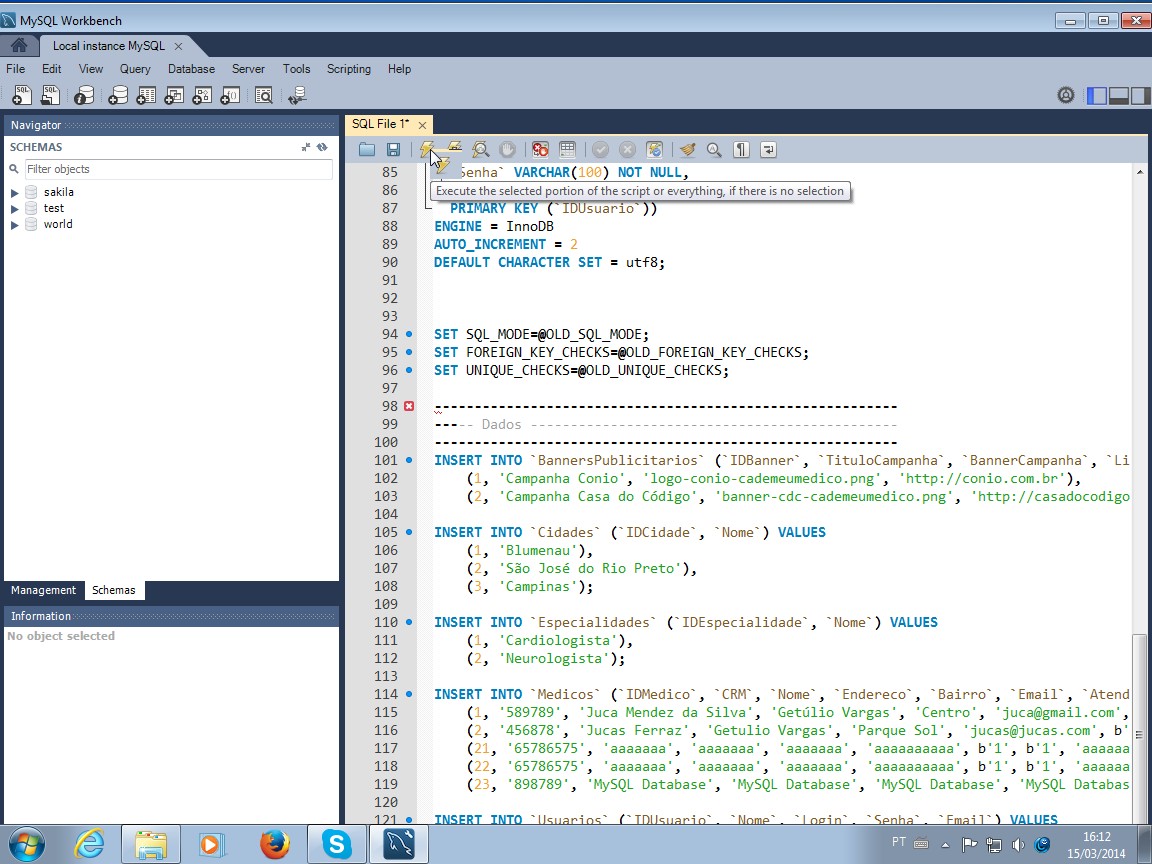 MySQL Workbench
Local instance MySQL
File Edit View Query Database Server Tools Scripting Help
Navigator
SCHEMAS
Filter objects
sakila
test
world
Management Schemas
Information
No object selected
SQL File 1*
Execute the selected portion of the script or everything, if there is no selection
85 Senha` VARCHAR(100) NOT NULL,
86
87 PRIMARY KEY (`IDUsuario`))
88 ENGINE = InnoDB
89 AUTO_INCREMENT = 2
90 DEFAULT CHARACTER SET = utf8;
91
92
93
94 SET SQL_MODE=@OLD_SQL_MODE;
95 SET FOREIGN_KEY_CHECKS=@OLD_FOREIGN_KEY_CHECKS;
96 SET UNIQUE_CHECKS=@OLD_UNIQUE_CHECKS;
97
98 ----------------------------------------------------------
99 ----- Dados ----------------------------------------------
100 ----------------------------------------------------------
101 INSERT INTO `BannersPublicitarios` (`IDBanner`, `TituloCampanha`, `BannerCampanha`, `Li
102 (1, 'Campanha Conio', 'logo-conio-cademeumedico.png', 'http://conio.com.br'),
103 (2, 'Campanha Casa do Código', 'banner-cdc-cademeumedico.png', 'http://casadocodigo
104
105 INSERT INTO `Cidades` (`IDCidade`, `Nome`) VALUES
106 (1, 'Blumenau'),
107 (2, 'São José do Rio Preto'),
108 (3, 'Campinas');
109
110 INSERT INTO `Especialidades` (`IDEspecialidade`, `Nome`) VALUES
111 (1, 'Cardiologista'),
112 (2, 'Neurologista');
113
114 INSERT INTO `Medicos` (`IDMedico`, `CRM`, `Nome`, `Endereco`, `Bairro`, `Email`, `Atend
115 (1, '589789', 'Juca Mendez da Silva', 'Getúlio Vargas', 'Centro', 'juca@gmail.com',
116 (2, '456878', 'Jucas Ferraz', 'Getulio Vargas', 'Parque Sol', 'jucas@jucas.com', b'
117 (21, '65786575', 'aaaaaaa', 'aaaaaaa', 'aaaaaaa', 'aaaaaaaaaa', b'1', b'1', 'aaaaaa
118 (22, '65786575', 'aaaaaaa', 'aaaaaaa', 'aaaaaaa', 'aaaaaaaaaa', b'1', b'1', 'aaaaaa
119 (23, '898789', 'MySQL Database', 'MySQL Database', 'MySQL Database', 'MySQL Databas
120
121 INSERT INTO `Usuarios` (`IDUsuario`, `Nome`, `Login`, `Senha`, `Email`) VALUES
PT
16:12
15/03/2014